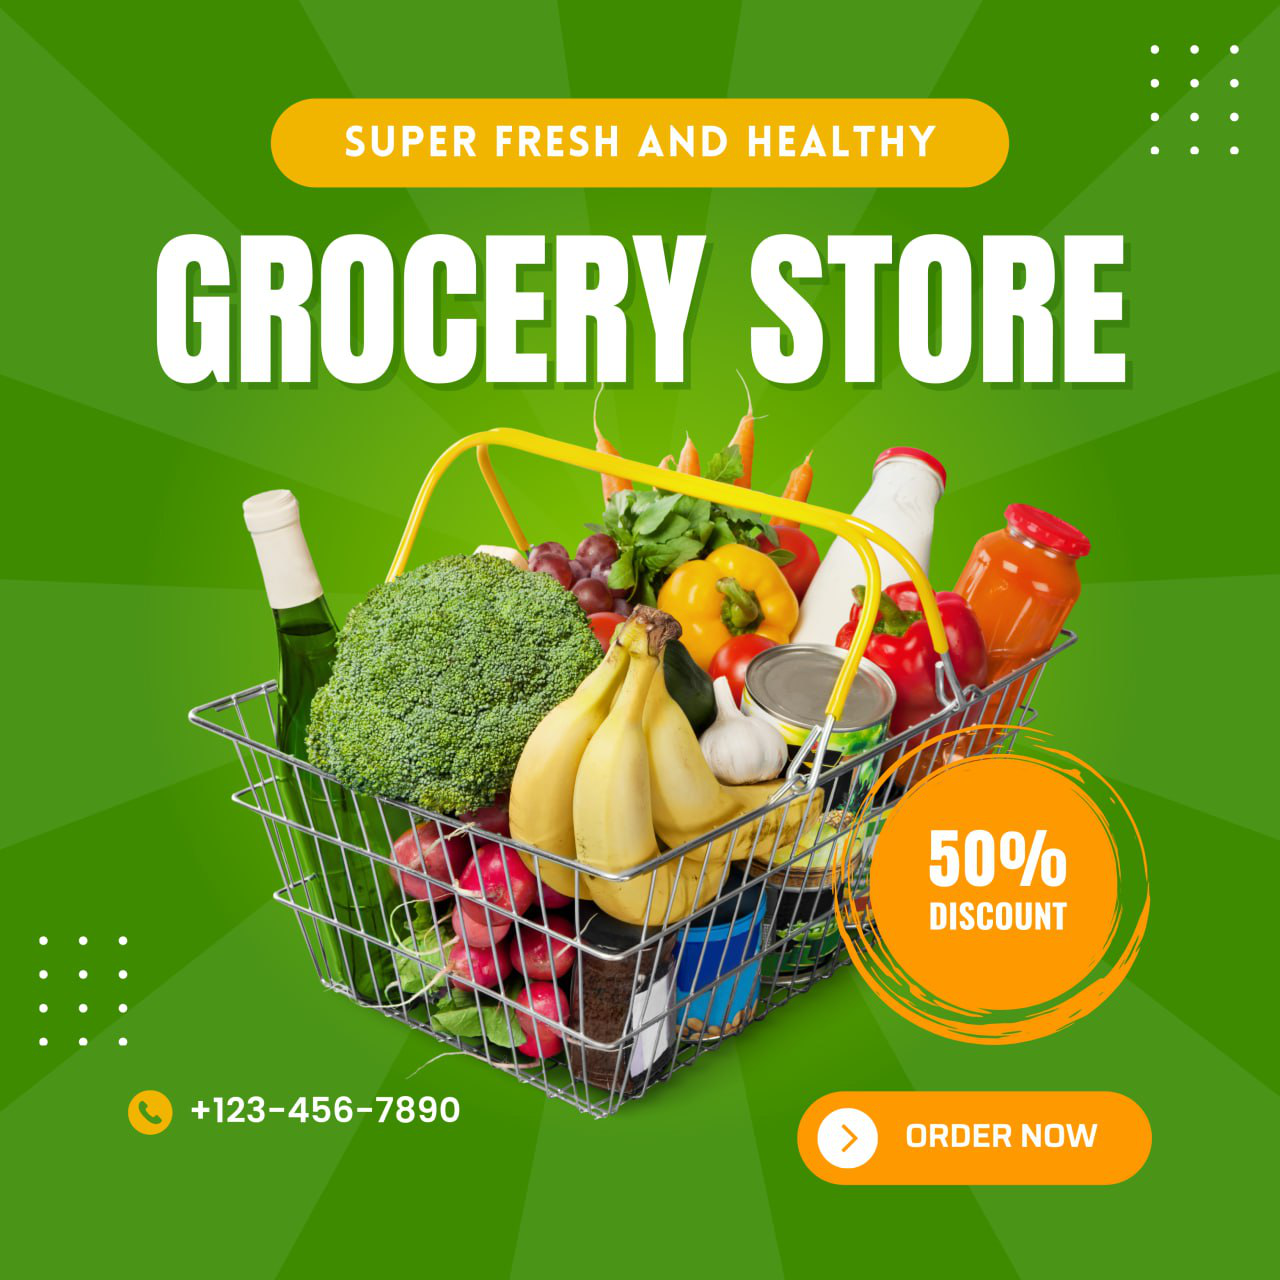 SUPER FRESH AND HEALTHY
GROCERY STORE
50%
DISCOUNT
+123-456-7890
ORDER NOW